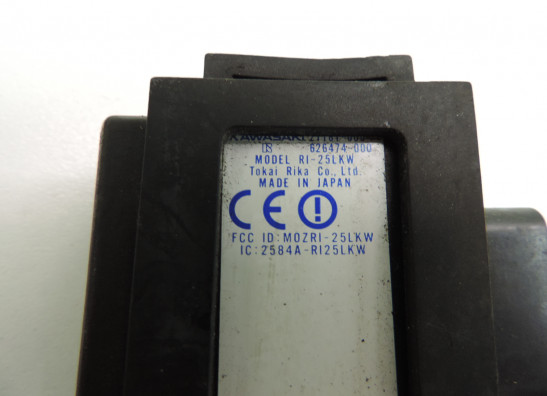 KAWASAKI
626474-000
MODEL RI-25LKW
Tokai Rika Co., Ltd.
MADE IN JAPAN
CE
FCC ID: MOZRI-25LKW
IC: 2584A-RI25LKW